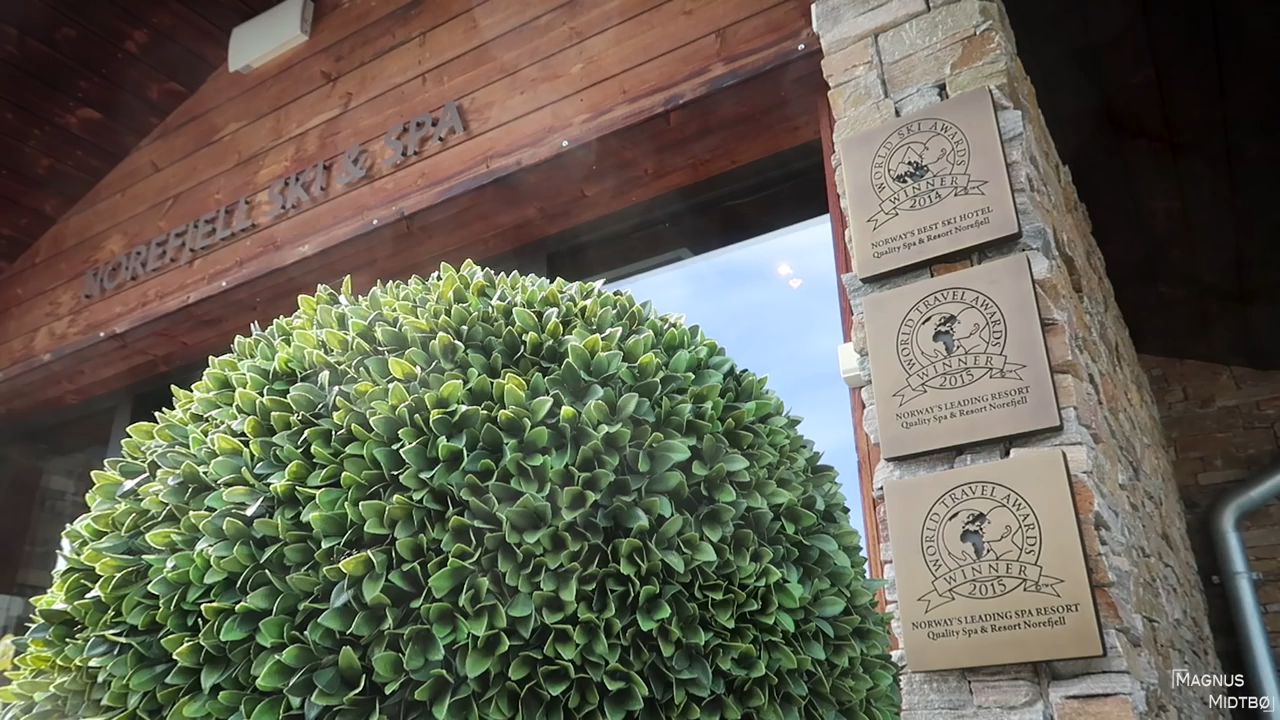 NOREFJELL SKI & SPA
WORLD SKI AWARDS
WINNER
2014
NORWAY'S BEST SKI HOTEL
Quality Spa & Resort Norefjell
WORLD TRAVEL AWARDS
WINNER
2015
NORWAY'S LEADING RESORT
Quality Spa & Resort Norefjell
WORLD TRAVEL AWARDS
WINNER
2015
NORWAY'S LEADING SPA RESORT
Quality Spa & Resort Norefjell
MAGNUS
MIDTBØ